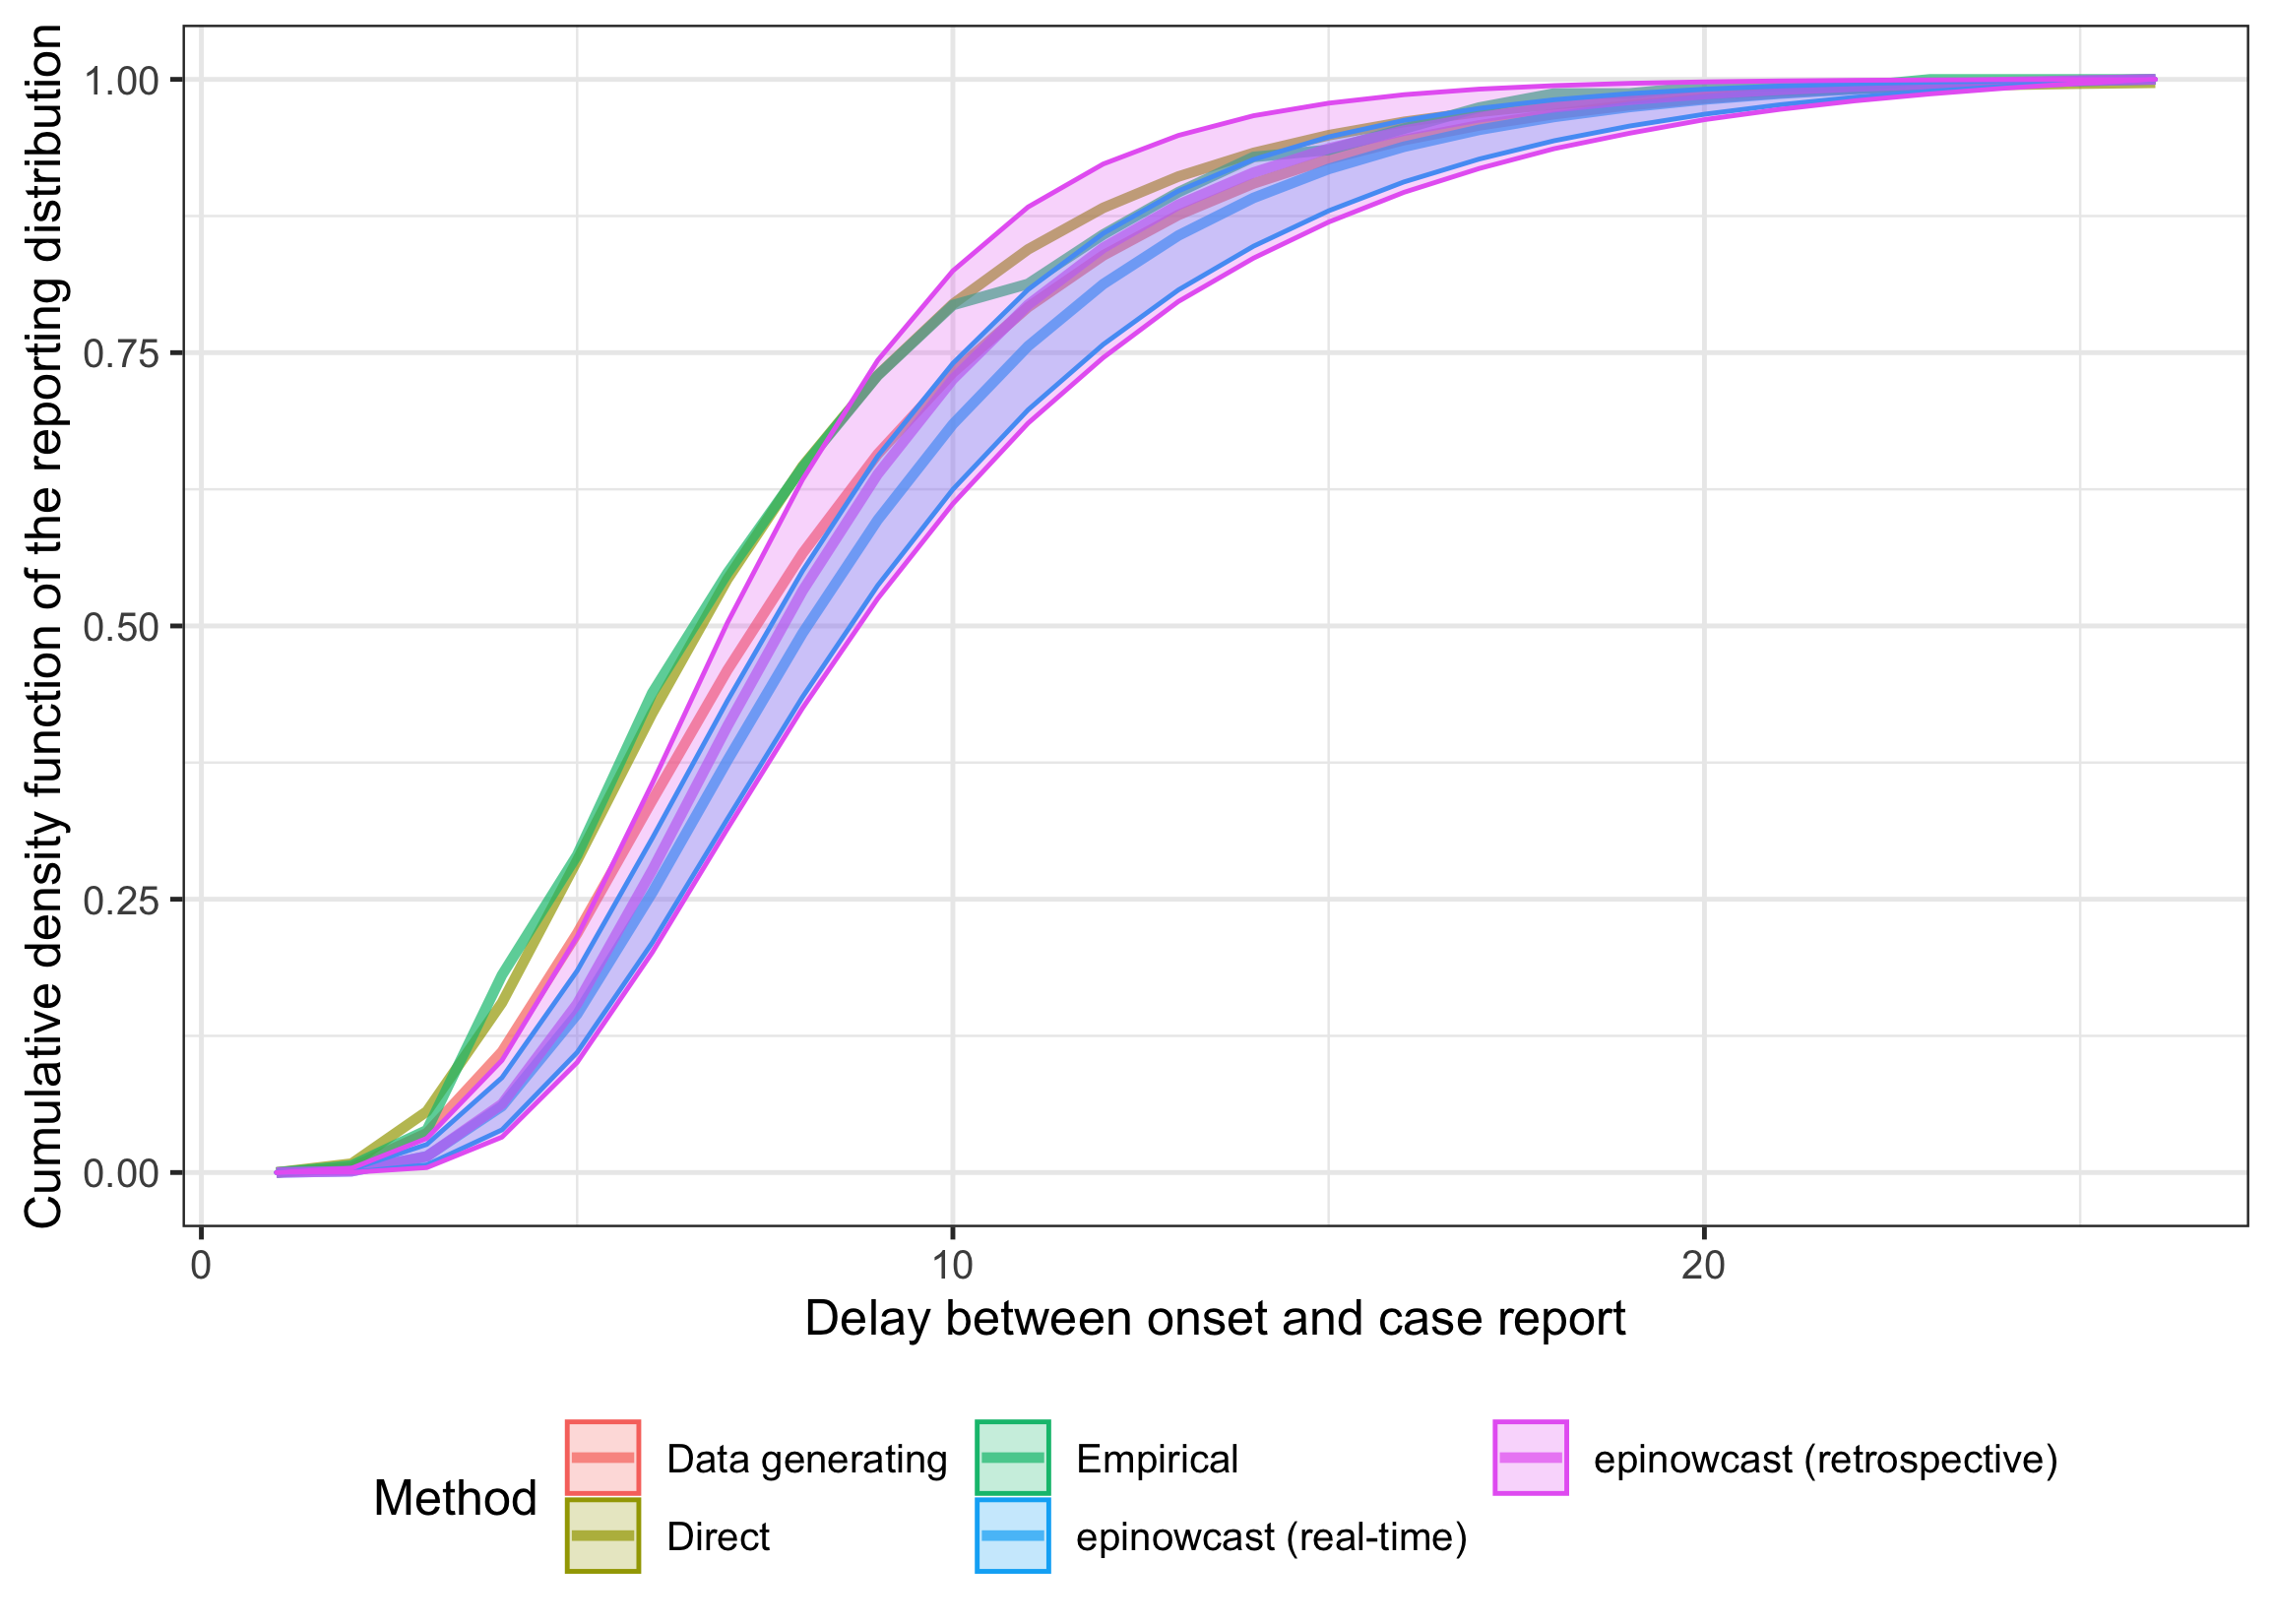 Cumulative density function of the reporting distribution
1.00
0.75
0.50
0.25
0.00
0 10 20
Delay between onset and case report
Method
Data generating
Empirical
epinowcast (retrospective)
Direct
epinowcast (real-time)